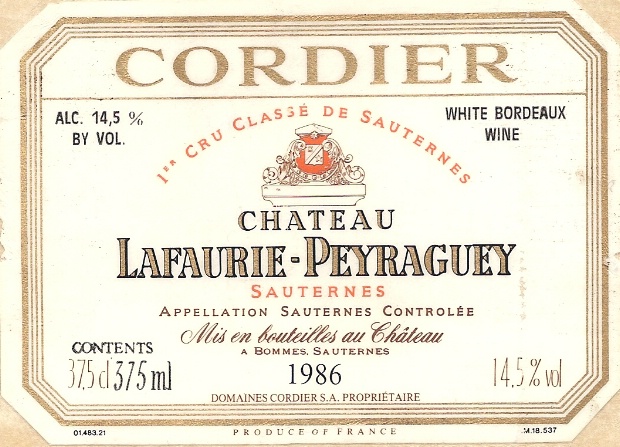 CORDIER
ALC. 14,5 %
BY VOL.
WHITE BORDEAUX
WINE
1ER CRU CLASSÉ DE SAUTERNES
CHATEAU
LAFAURIE-PEYRAGUEY
SAUTERNES
APPELLATION SAUTERNES CONTROLÉE
Mis en bouteilles au Château
A BOMMES, SAUTERNES
CONTENTS
37,5 cl 375 ml
1986
14,5 % vol
DOMAINES CORDIER S.A. PROPRIÉTAIRE
01.483.21
PRODUCE OF FRANCE
.M.18.537